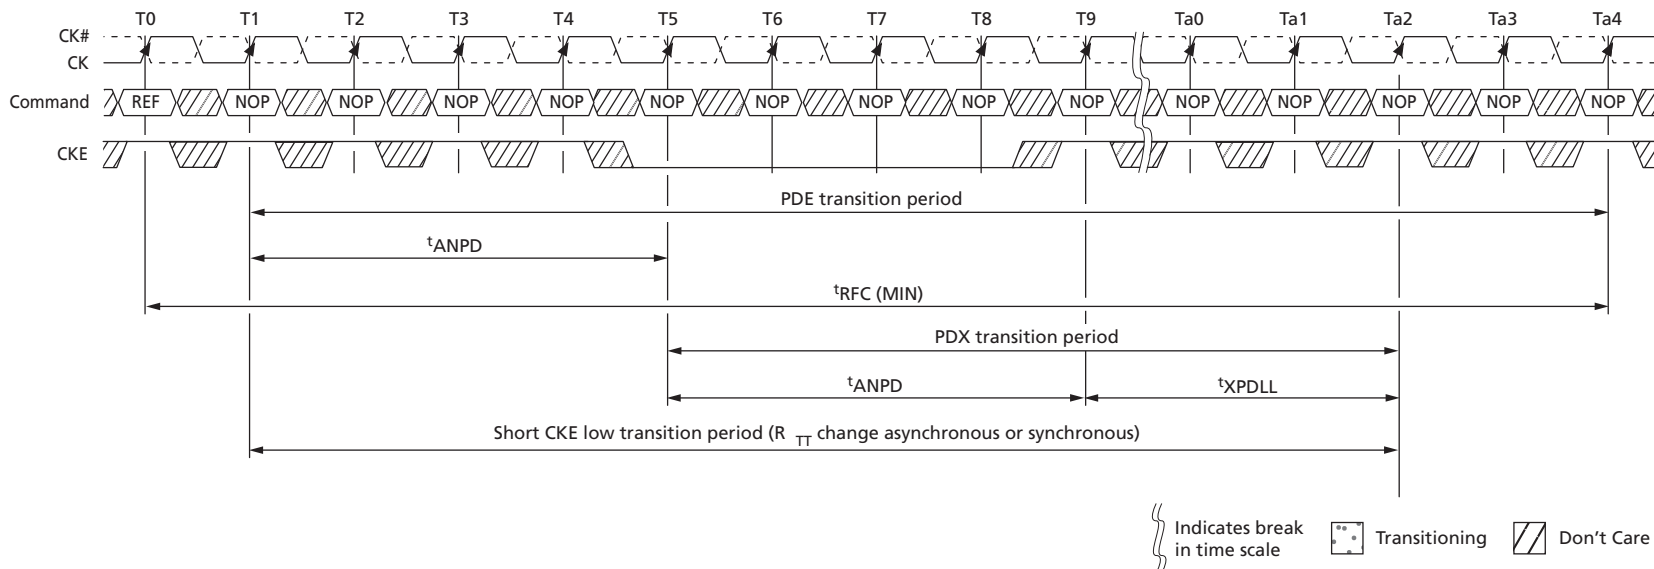 T0 T1 T2 T3 T4 T5 T6 T7 T8 T9 Ta0 Ta1 Ta2 Ta3 Ta4
CK#
CK
Command REF NOP NOP NOP NOP NOP NOP NOP NOP NOP NOP NOP NOP NOP NOP
CKE
PDE transition period
tANPD
tRFC (MIN)
PDX transition period
tANPD tXPDLL
Short CKE low transition period (R TT change asynchronous or synchronous)
Indicates break
in time scale
Transitioning
Don't Care